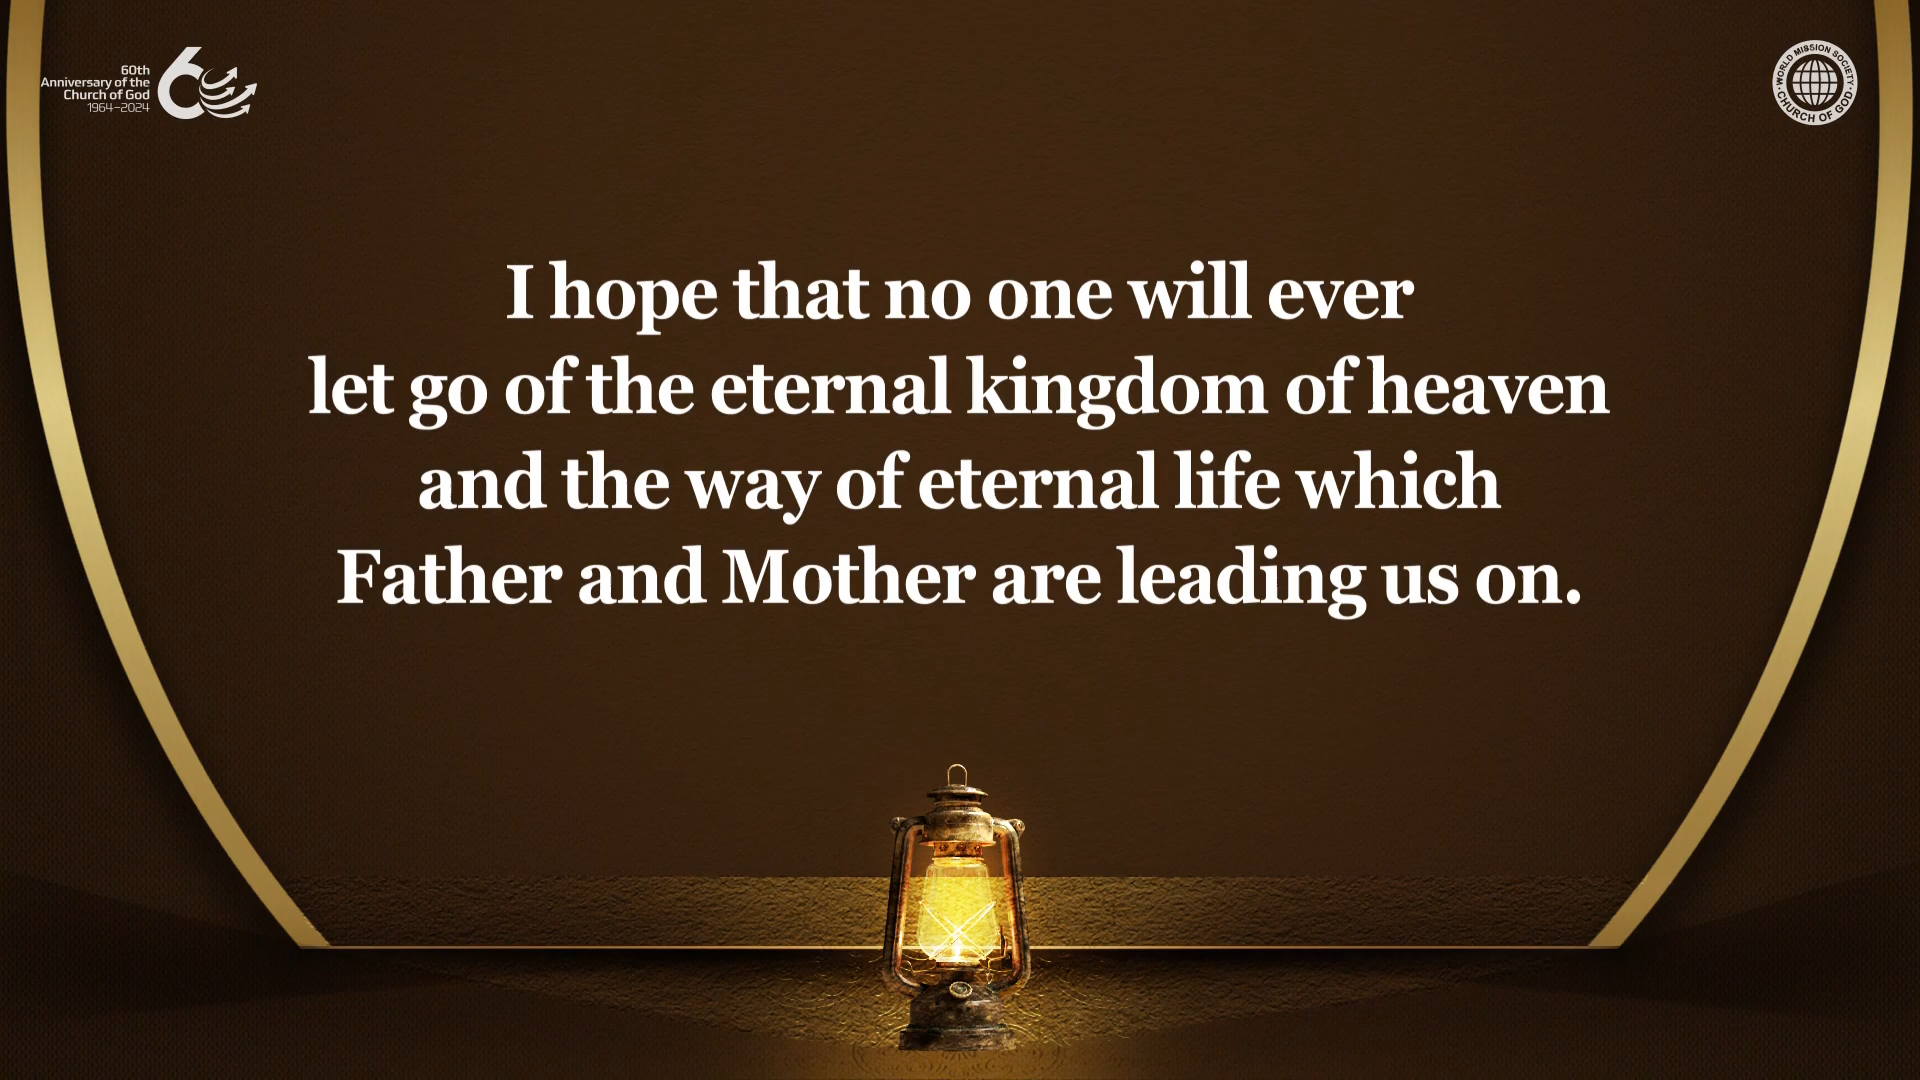 60th
Anniversary of the
Church of God
1964–2024
WORLD MISSION SOCIETY
CHURCH OF GOD
I hope that no one will ever
let go of the eternal kingdom of heaven
and the way of eternal life which
Father and Mother are leading us on.